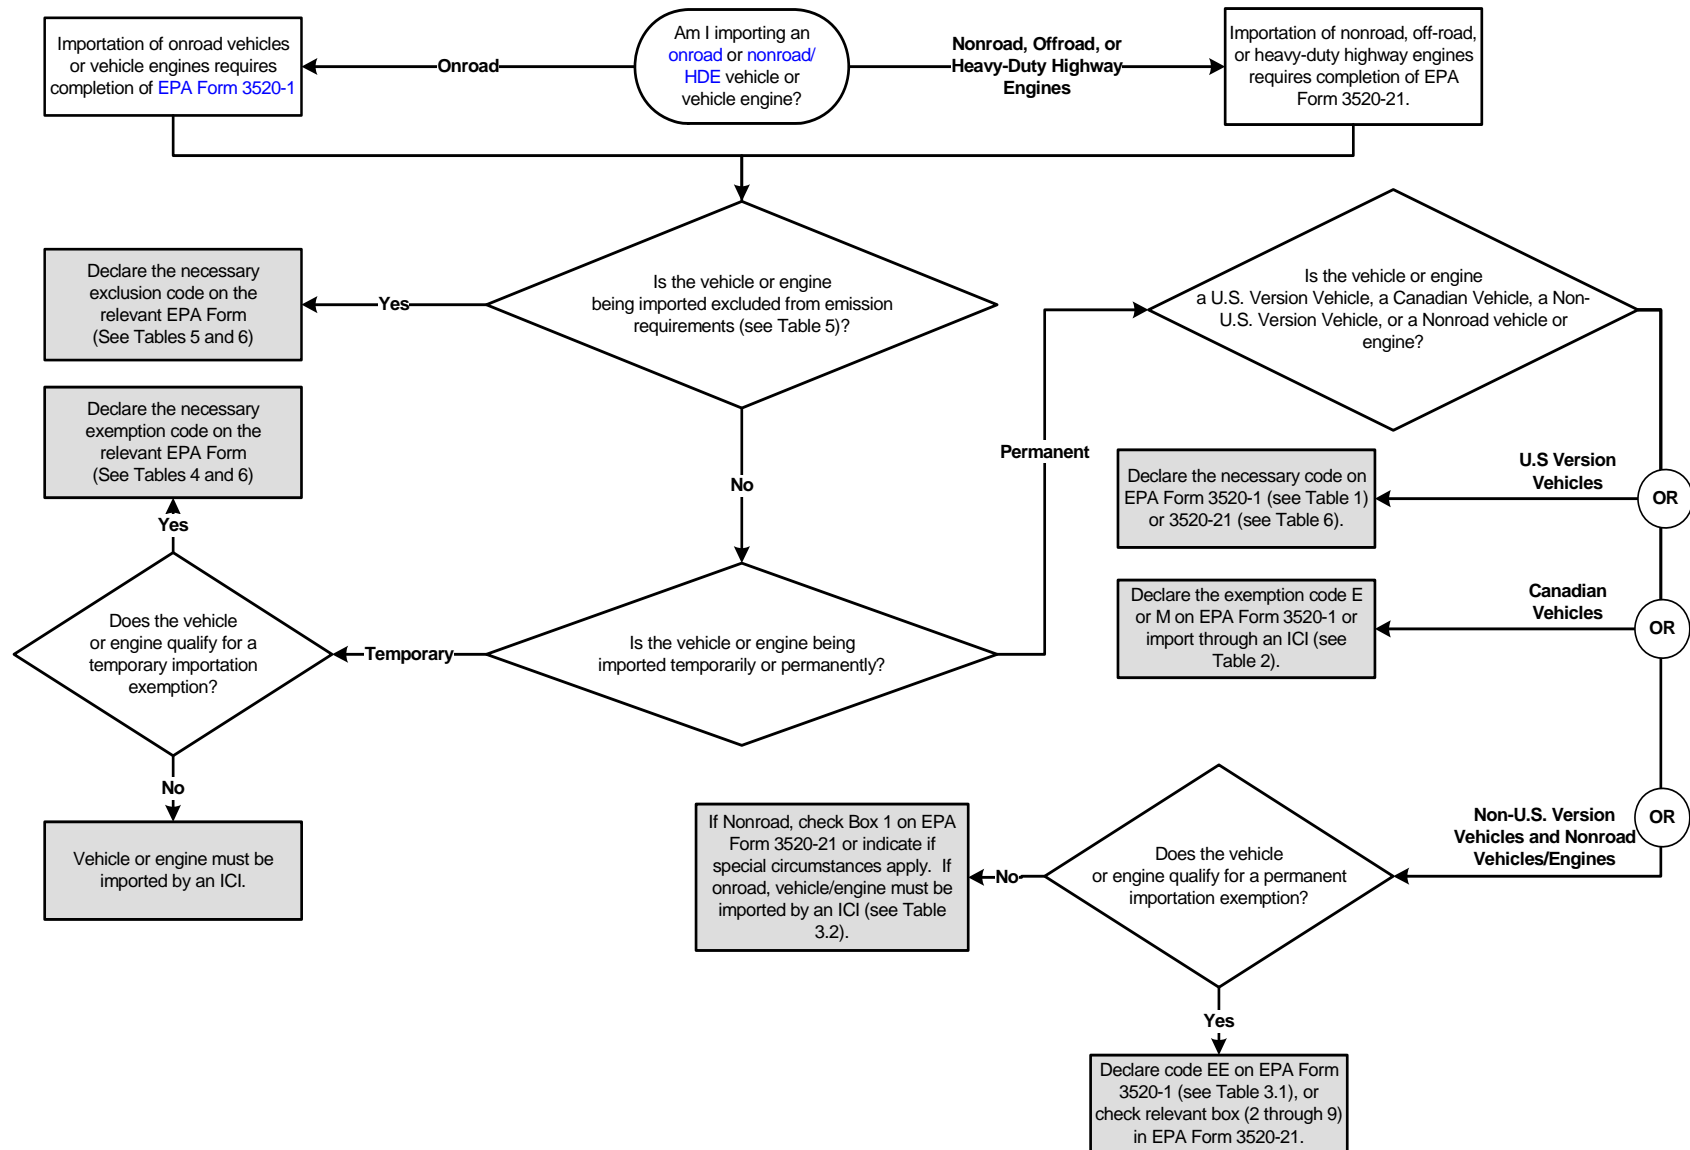 Importation of onroad vehicles
or vehicle engines requires
completion of EPA Form 3520-1
Onroad
Am I importing an
onroad or nonroad/
HDE vehicle or
vehicle engine?
Nonroad, Offroad, or
Heavy-Duty Highway
Engines
Importation of nonroad, off-road,
or heavy-duty highway engines
requires completion of EPA
Form 3520-21.
Declare the necessary
exclusion code on the
relevant EPA Form
(See Tables 5 and 6)
Yes
Is the vehicle or engine
being imported excluded from emission
requirements (see Table 5)?
Is the vehicle or engine
a U.S. Version Vehicle, a Canadian Vehicle, a Non-
U.S. Version Vehicle, or a Nonroad vehicle or
engine?
Declare the necessary
exemption code on the
relevant EPA Form
(See Tables 4 and 6)
Yes
No
Permanent
Declare the necessary code on
EPA Form 3520-1 (see Table 1)
or 3520-21 (see Table 6).
U.S Version
Vehicles
OR
Does the vehicle
or engine qualify for a
temporary importation
exemption?
Temporary
Is the vehicle or engine being
imported temporarily or permanently?
Declare the exemption code E
or M on EPA Form 3520-1 or
import through an ICI (see
Table 2).
Canadian
Vehicles
OR
No
Vehicle or engine must be
imported by an ICI.
If Nonroad, check Box 1 on EPA
Form 3520-21 or indicate if
special circumstances apply. If
onroad, vehicle/engine must be
imported by an ICI (see Table
3.2).
No
Does the vehicle
or engine qualify for a permanent
importation exemption?
Non-U.S. Version
Vehicles and Nonroad
Vehicles/Engines
OR
Yes
Declare code EE on EPA Form
3520-1 (see Table 3.1), or
check relevant box (2 through 9)
in EPA Form 3520-21.